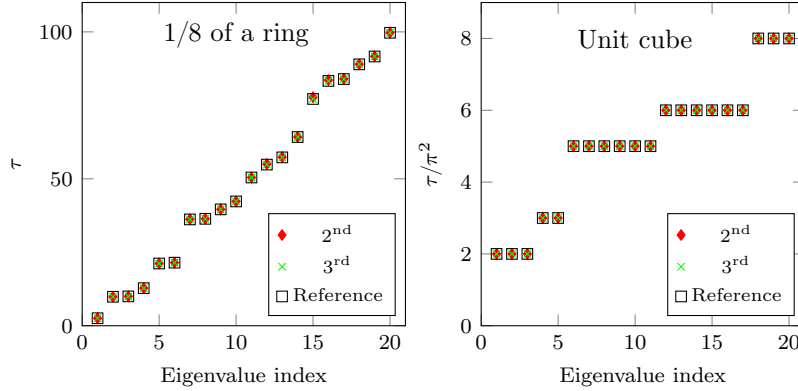 1/8 of a ring
τ
100
50
0
0 5 10 15 20
Eigenvalue index
2nd
3rd
Reference
Unit cube
τ/π²
8
6
4
2
0
0 5 10 15 20
Eigenvalue index
2nd
3rd
Reference